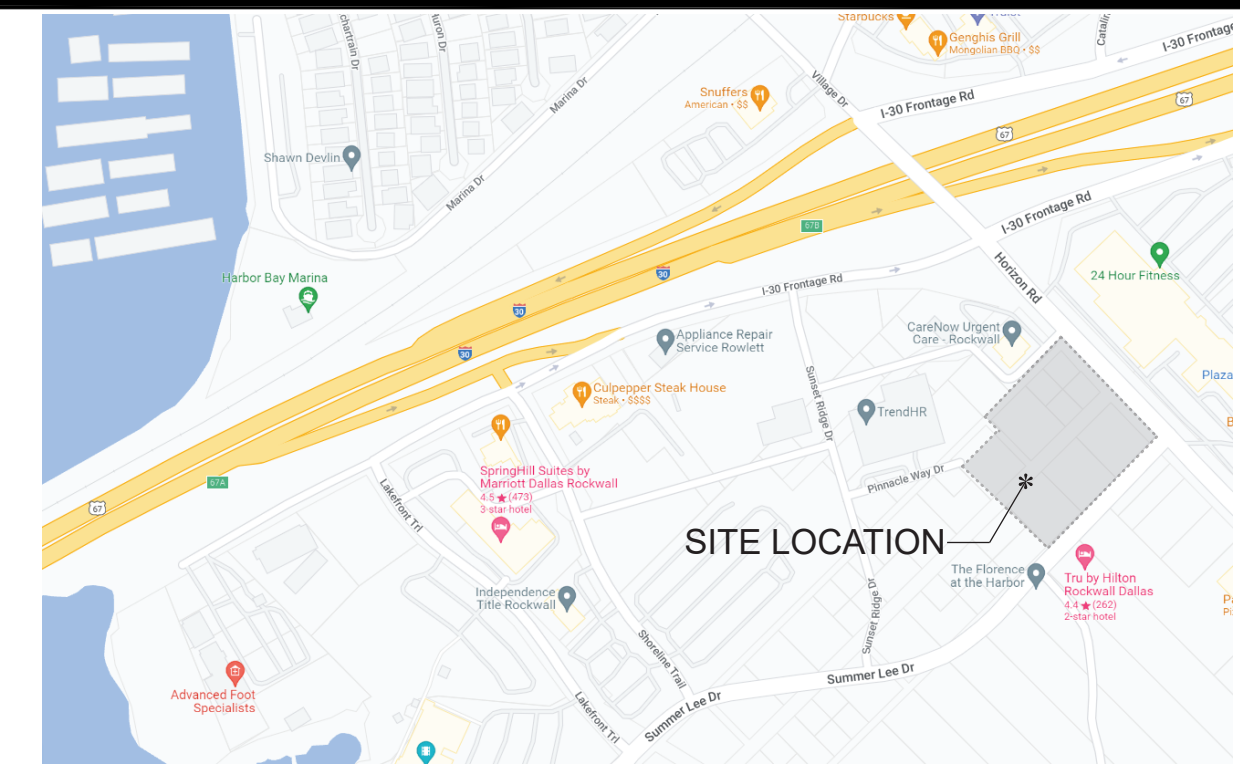 Starbucks
Genghis Grill
Mongolian BBQ • $$
I-30 Frontage
Snuffers
American • $$
Village Dr
I-30 Frontage Rd
67
67
Marina Dr
Shawn Devlin
Marina Dr
67B
I-30 Frontage Rd
Harbor Bay Marina
30
I-30 Frontage Rd
Horizon Rd
24 Hour Fitness
30
30
Appliance Repair
Service Rowlett
CareNow Urgent
Care - Rockwall
Plaza
Culpepper Steak House
Steak • $$$$
Sunset Ridge Dr
TrendHR
67A
67
Lakefront Trl
SpringHill Suites by
Marriott Dallas Rockwall
4.5 ★ (473)
3-star hotel
Pinnacle Way Dr
*
SITE LOCATION
The Florence
at the Harbor
Tru by Hilton
Rockwall Dallas
4.4 ★ (262)
2-star hotel
Independence
Title Rockwall
Sunset Ridge Dr
Shoreline Trail
Summer Lee Dr
Advanced Foot
Specialists
Lakefront Trl
Summer Lee Dr